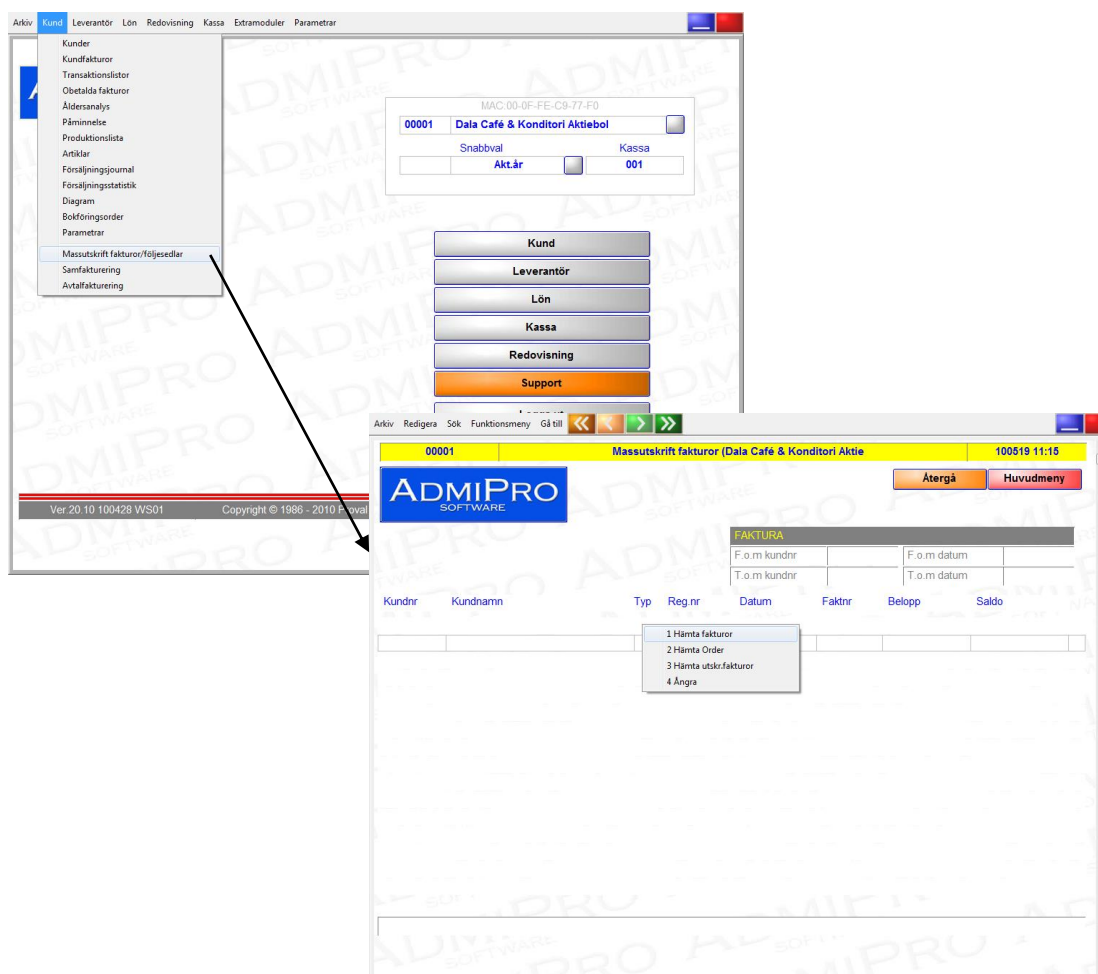 Arkiv Kund Leverantör Lön Redovisning Kassa Extramoduler Parametrar
Kunder
Kundfakturor
Transaktionslistor
Obetalda fakturor
Åldersanalys
Påminnelse
Produktionslista
Artiklar
Försäljningsjournal
Försäljningsstatistik
Diagram
Bokföringsorder
Parametrar
Massutskrift fakturor/följesedlar
Samfakturering
Avtalfakturering
MAC:00-0F-FE-C9-77-F0
00001 Dala Café & Konditori Aktiebol
Snabbval Kassa
Akt.år 001
Kund
Leverantör
Lön
Kassa
Redovisning
Support
Ver.20.10 100428 WS01 Copyright © 1986 - 2010 Proval
Arkiv Redigera Sök Funktionsmeny Gå till
00001 Massutskrift fakturor (Dala Café & Konditori Aktie 100519 11:15
ADMIPRO
SOFTWARE
Återgå Huvudmeny
FAKTURA
F.o.m kundnr F.o.m datum
T.o.m kundnr T.o.m datum
Kundnr Kundnamn Typ Reg.nr Datum Faktnr Belopp Saldo
1 Hämta fakturor
2 Hämta Order
3 Hämta utskr.fakturor
4 Ångra